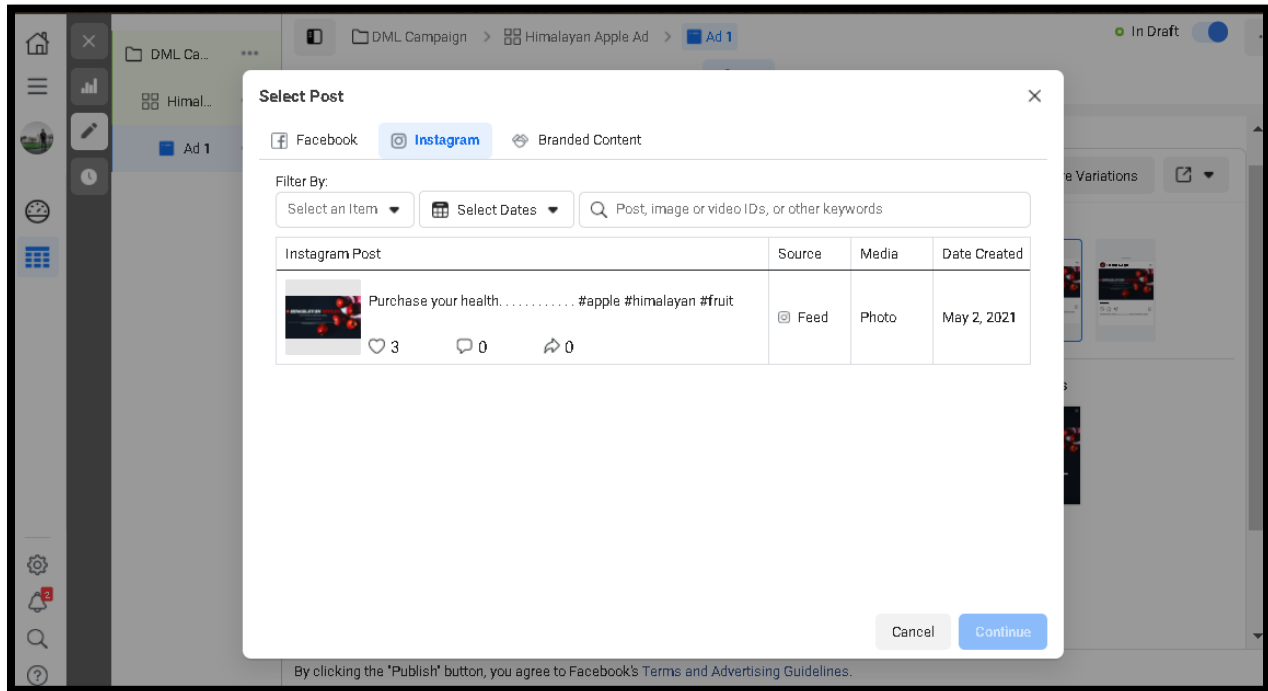 DML Campaign > Himalayan Apple Ad > Ad 1
In Draft
DML Ca... •••
Himal...
Ad 1
Select Post
Facebook Instagram Branded Content
Filter By:
Select an Item Select Dates Post, image or video IDs, or other keywords
Variations
Instagram Post Source Media Date Created
Purchase your health. . . . . . . . . . . . #apple #himalayan #fruit
Feed Photo May 2, 2021
3 0 0
Cancel Continue
2
By clicking the "Publish" button, you agree to Facebook's Terms and Advertising Guidelines.